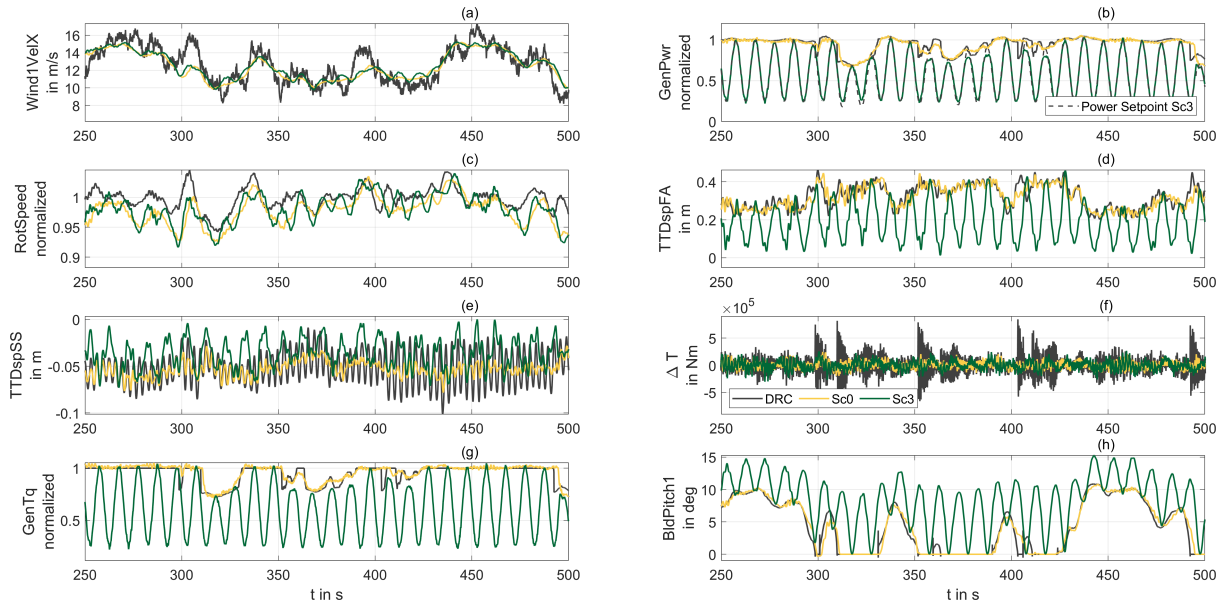 (a)
Wind1VelX
in m/s
16
14
12
10
8
250 300 350 400 450 500
(b)
GenPwr
normalized
1
0.5
0
Power Setpoint Sc3
250 300 350 400 450 500
(c)
RotSpeed
normalized
1
0.95
0.9
250 300 350 400 450 500
(d)
TTDspFA
in m
0.4
0.2
0
250 300 350 400 450 500
(e)
TTDspSS
in m
0
-0.05
-0.1
250 300 350 400 450 500
(f)
×10⁵
Δ T
in Nm
5
0
-5
DRC Sc0 Sc3
250 300 350 400 450 500
(g)
GenTq
normalized
1
0.5
250 300 350 400 450 500
t in s
(h)
BldPitch1
in deg
15
10
5
0
250 300 350 400 450 500
t in s